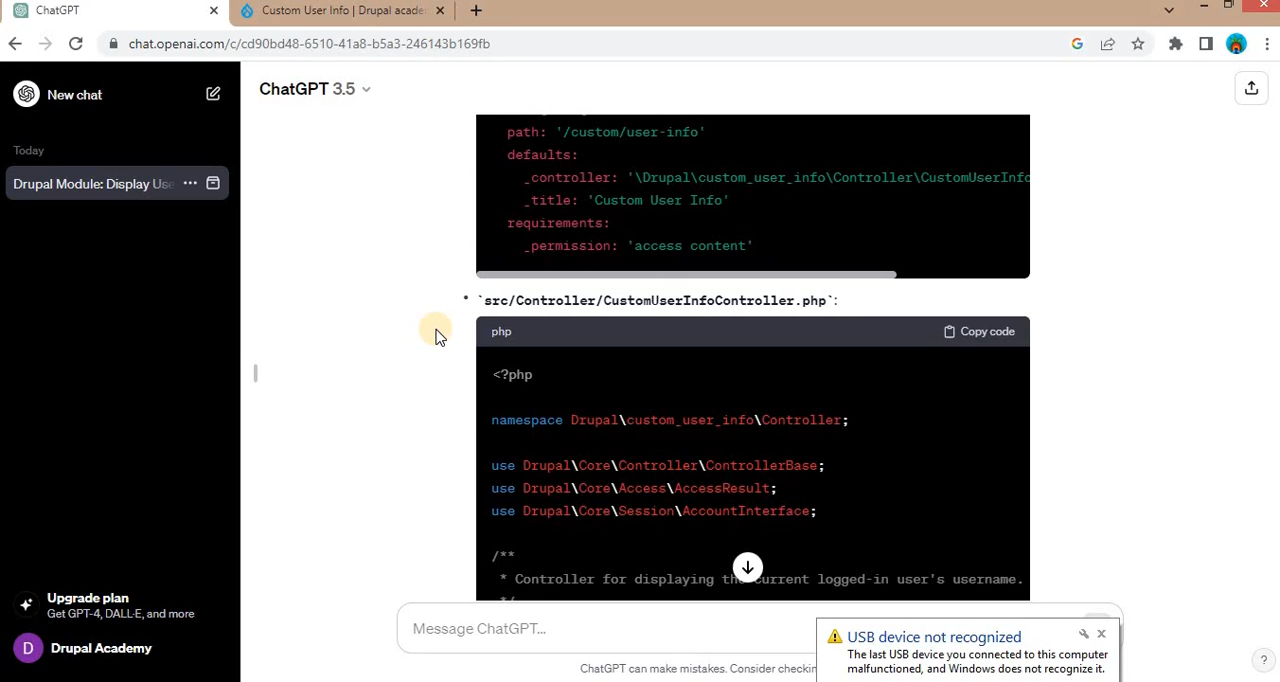 ChatGPT
Custom User Info | Drupal acade
chat.openai.com/c/cd90bd48-6510-41a8-b5a3-246143b169fb
New chat
Today
Drupal Module: Display Use
Upgrade plan
Get GPT-4, DALL·E, and more
D Drupal Academy
ChatGPT 3.5
path: '/custom/user-info'
defaults:
_controller: '\Drupal\custom_user_info\Controller\CustomUserInfo
_title: 'Custom User Info'
requirements:
_permission: 'access content'
• `src/Controller/CustomUserInfoController.php`:
php Copy code
<?php
namespace Drupal\custom_user_info\Controller;
use Drupal\Core\Controller\ControllerBase;
use Drupal\Core\Access\AccessResult;
use Drupal\Core\Session\AccountInterface;
/**
* Controller for displaying the current logged-in user's username.
*/
Message ChatGPT...
ChatGPT can make mistakes. Consider checkin
USB device not recognized
The last USB device you connected to this computer
malfunctioned, and Windows does not recognize it.
?